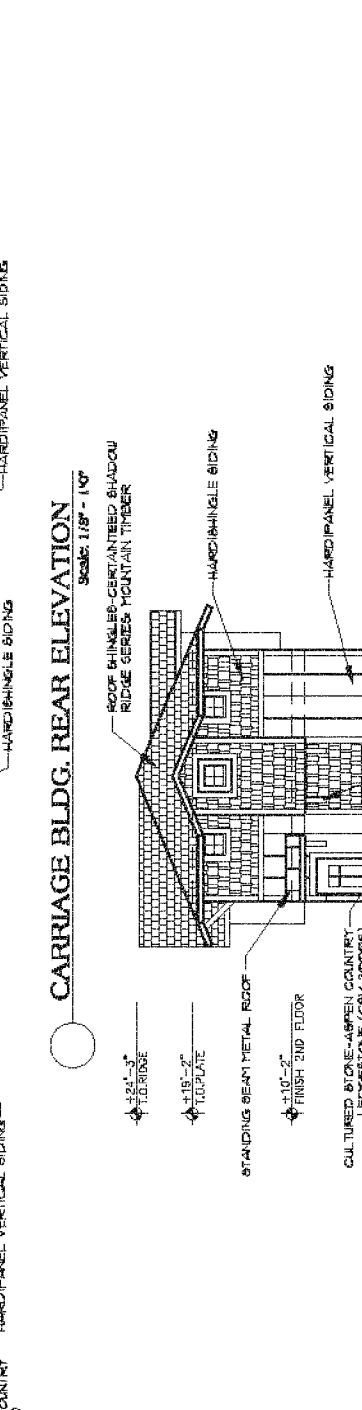 HARDIPANEL VERTICAL SIDING
HARDISHINGLE SIDING
HARDIPANEL VERTICAL SIDING
CARRIAGE BLDG. REAR ELEVATION
Scale: 1/8" = 1'-0"
ROOF SHINGLES-CERTAINTEED SHADOW
RIDGE SERIES: MOUNTAIN TIMBER
HARDISHINGLE SIDING
HARDIPANEL VERTICAL SIDING
+24'-3"
T.O.RIDGE
+18'-2"
T.O.PLATE
STANDING SEAM METAL ROOF
+10'-2"
FINISH 2ND FLOOR
CULTURED STONE-ASPEN COUNTRY